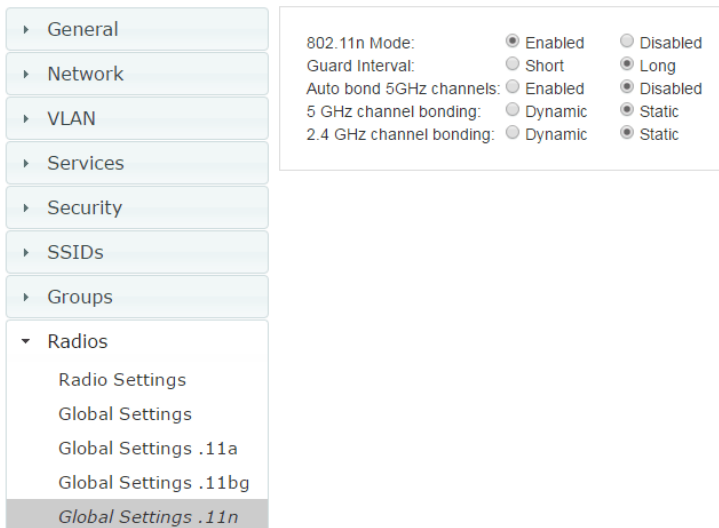 General
Network
VLAN
Services
Security
SSIDs
Groups
Radios
Radio Settings
Global Settings
Global Settings .11a
Global Settings .11bg
Global Settings .11n
802.11n Mode: Enabled Disabled
Guard Interval: Short Long
Auto bond 5GHz channels: Enabled Disabled
5 GHz channel bonding: Dynamic Static
2.4 GHz channel bonding: Dynamic Static